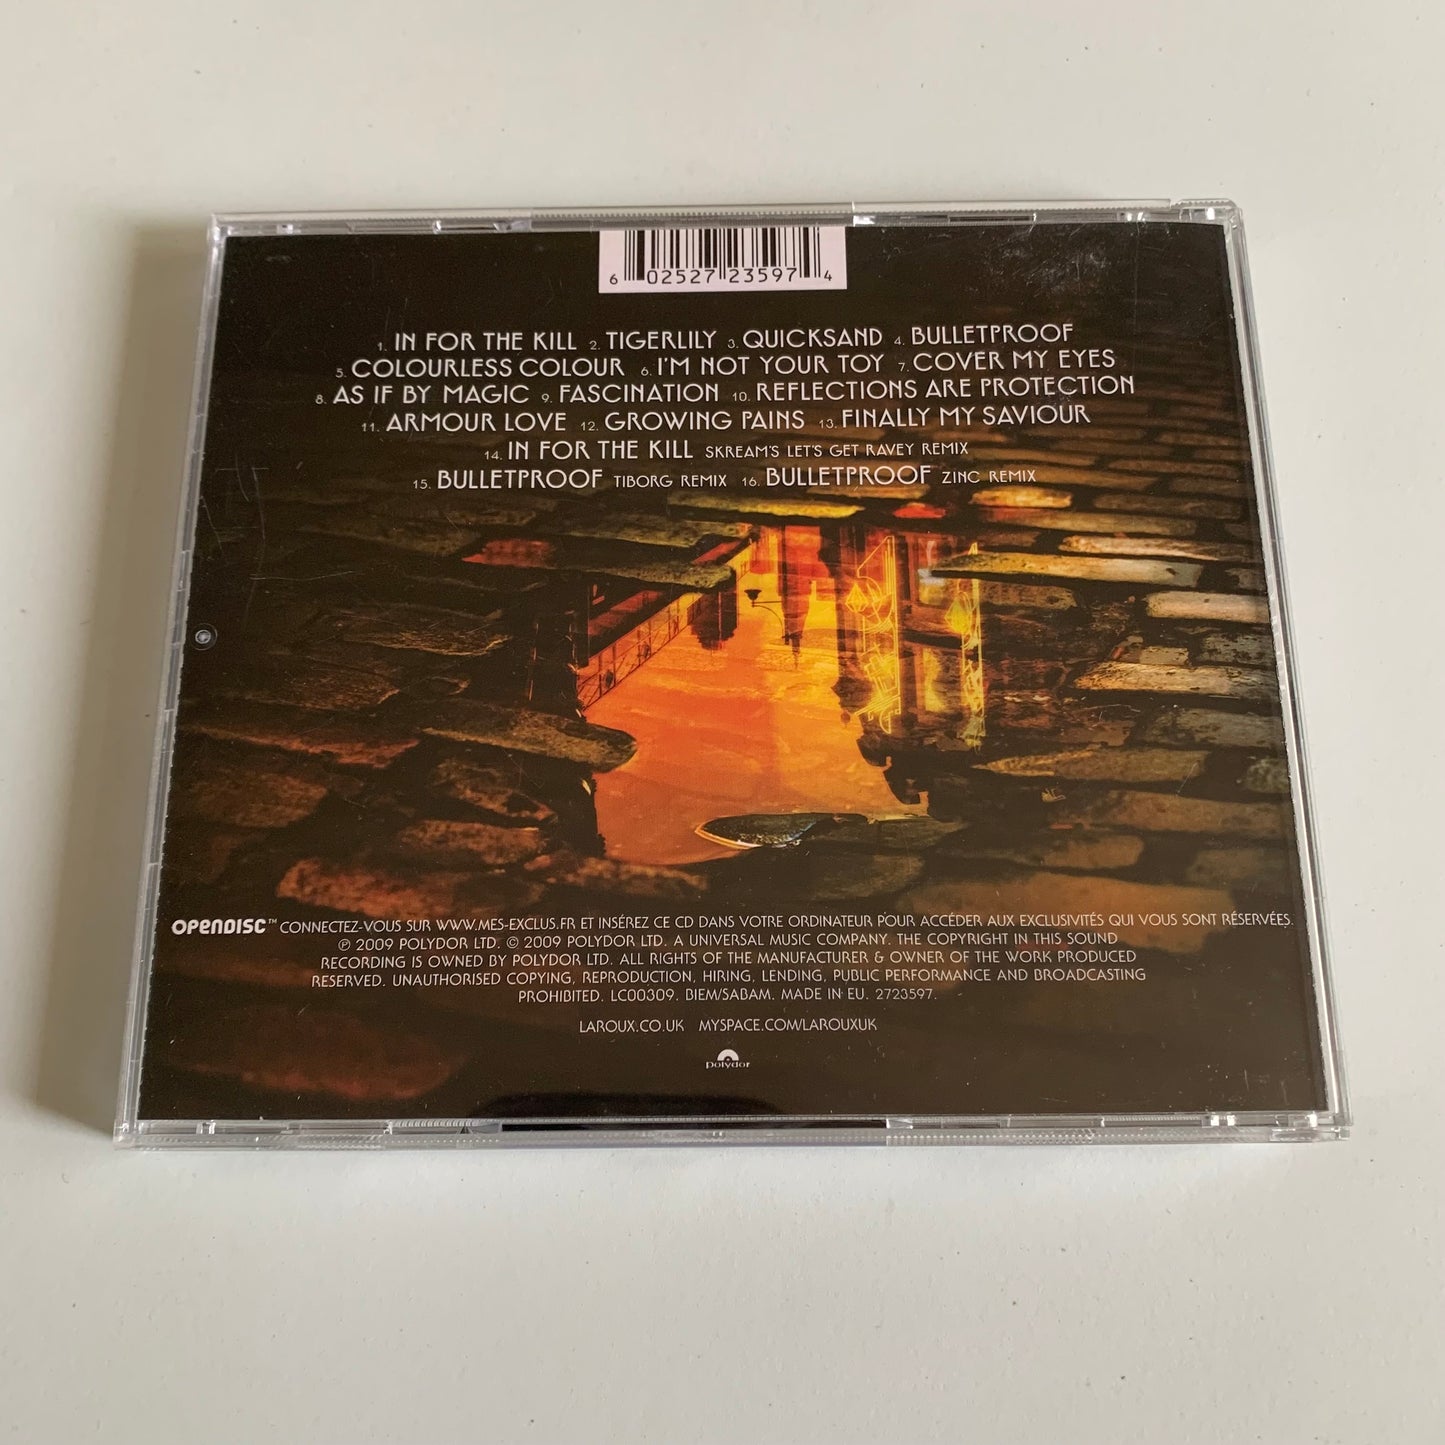 6 02527 23597 4
1. IN FOR THE KILL 2. TIGERLILY 3. QUICKSAND 4. BULLETPROOF
5. COLOURLESS COLOUR 6. I'M NOT YOUR TOY 7. COVER MY EYES
8. AS IF BY MAGIC 9. FASCINATION 10. REFLECTIONS ARE PROTECTION
11. ARMOUR LOVE 12. GROWING PAINS 13. FINALLY MY SAVIOUR
14. IN FOR THE KILL SKREAM'S LET'S GET RAVEY REMIX
15. BULLETPROOF TIBORG REMIX 16. BULLETPROOF ZINC REMIX
OPENDISC™ CONNECTEZ-VOUS SUR WWW.MES-EXCLUS.FR ET INSÉREZ CE CD DANS VOTRE ORDINATEUR POUR ACCÉDER AUX EXCLUSIVITÉS QUI VOUS SONT RÉSERVÉES.
℗ 2009 POLYDOR LTD. © 2009 POLYDOR LTD. A UNIVERSAL MUSIC COMPANY. THE COPYRIGHT IN THIS SOUND
RECORDING IS OWNED BY POLYDOR LTD. ALL RIGHTS OF THE MANUFACTURER & OWNER OF THE WORK PRODUCED
RESERVED. UNAUTHORISED COPYING, REPRODUCTION, HIRING, LENDING, PUBLIC PERFORMANCE AND BROADCASTING
PROHIBITED. LC00309. BIEM/SABAM. MADE IN EU. 2723597.
LAROUX.CO.UK MYSPACE.COM/LAROUXUK
polydor